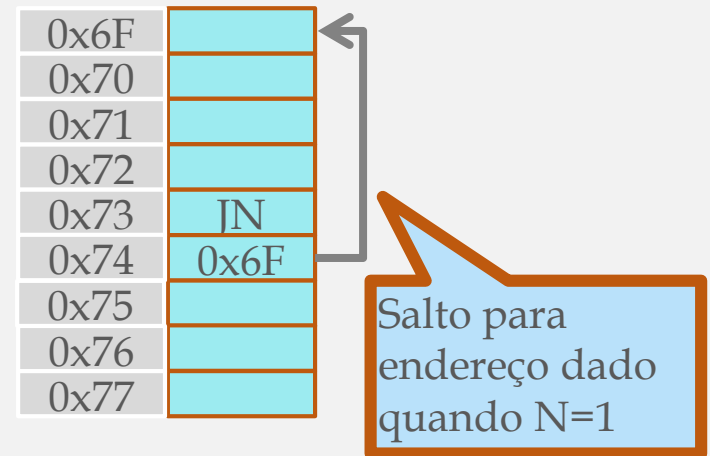 0x6F
0x70
0x71
0x72
0x73 JN
0x74 0x6F
0x75
0x76
0x77
Salto para
endereço dado
quando N=1